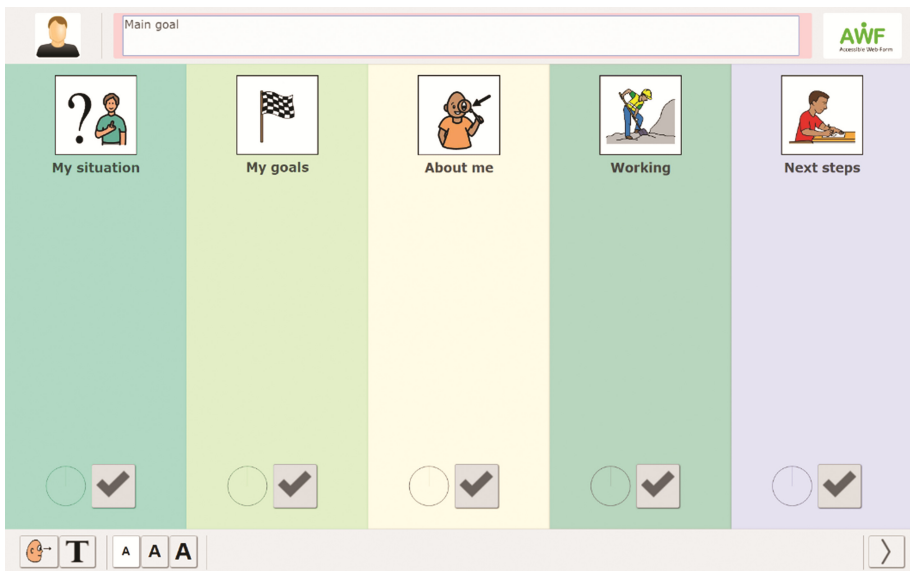 Main goal
AWF
Accessible Web-Form
?
My situation
My goals
About me
Working
Next steps
T
A A A